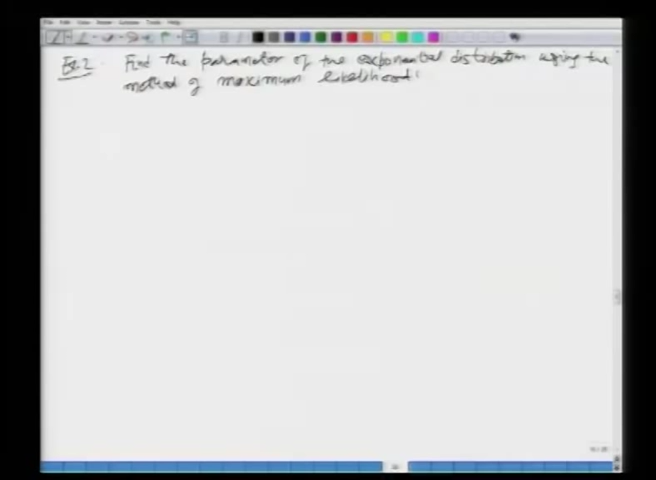 Ex.2. Find the parameter of the exponential distribution using the
method of maximum likelihood: